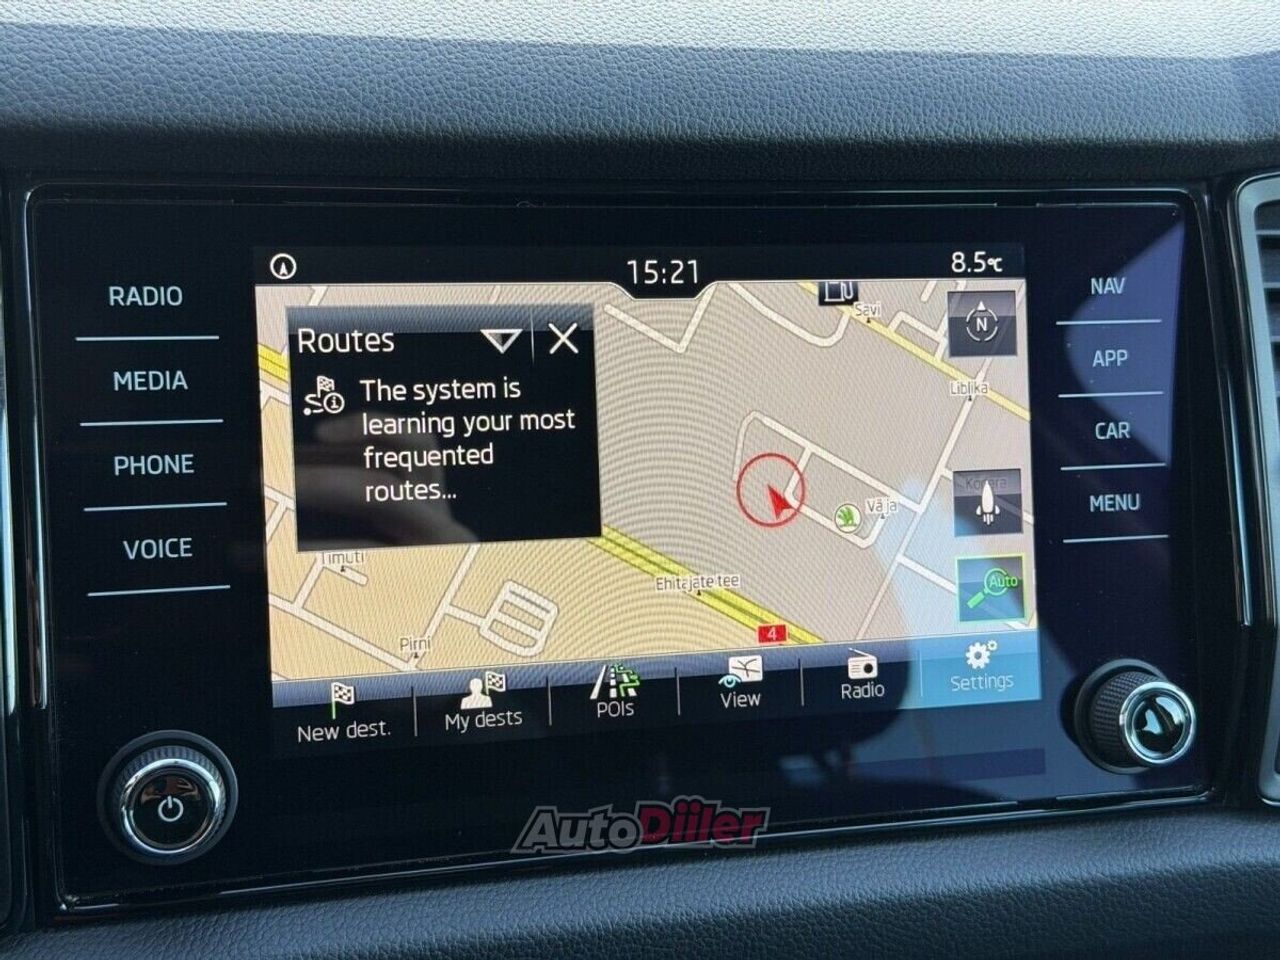 15:21
8.5℃
RADIO
MEDIA
PHONE
VOICE
Routes
The system is
learning your most
frequented
routes...
Savi
N
Liblika
Väja
Auto
Timuti
Ehitajate tee
4
Pirni
New dest.
My dests
POIs
View
Radio
Settings
NAV
APP
CAR
MENU
AutoDiiler